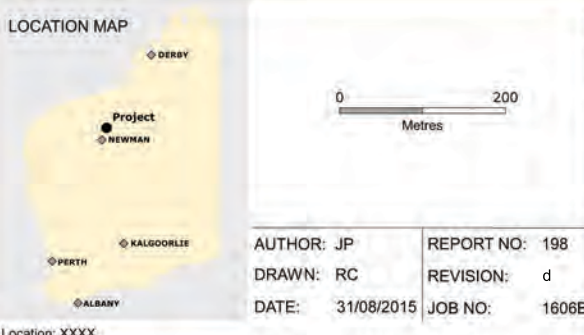 LOCATION MAP
DERBY
Project
NEWMAN
KALGOORLIE
PERTH
ALBANY
0 200
Metres
AUTHOR: JP REPORT NO: 198
DRAWN: RC REVISION: d
DATE: 31/08/2015 JOB NO: 1606B
Location: XXXX